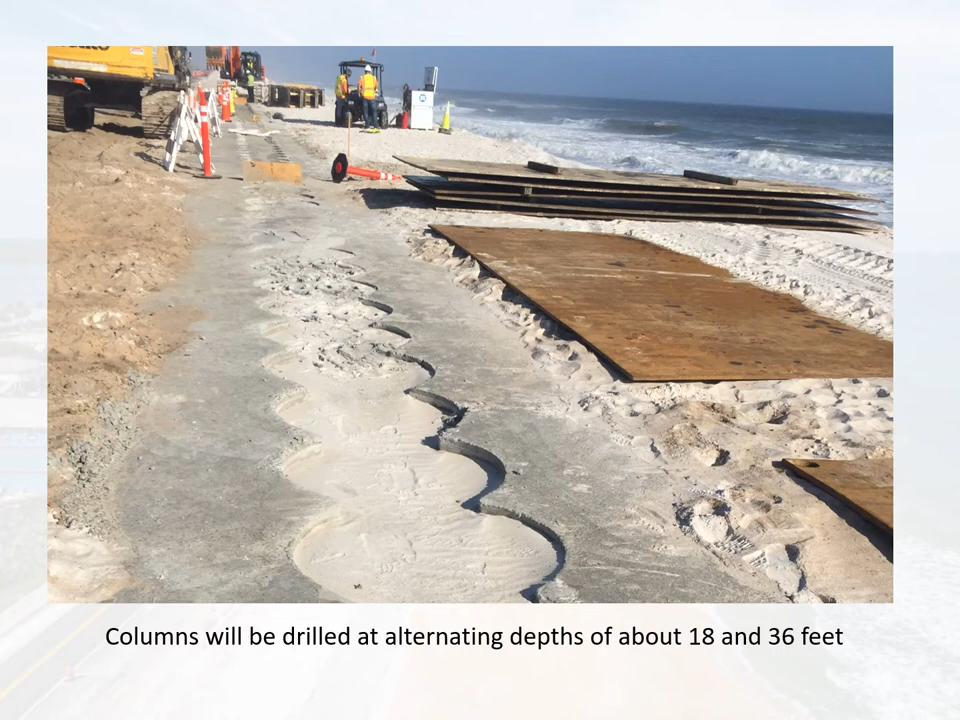 Columns will be drilled at alternating depths of about 18 and 36 feet